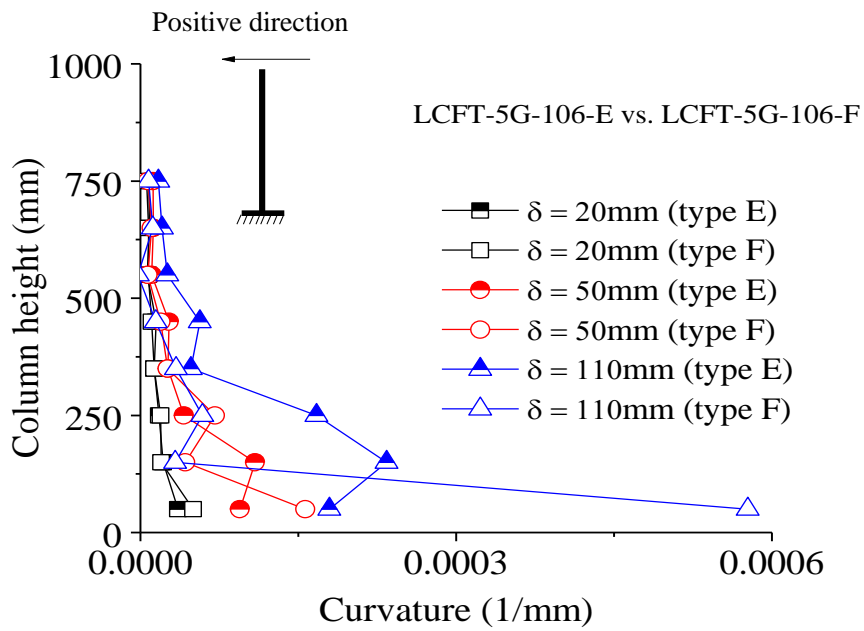 Positive direction
1000
750
500
250
0
Column height (mm)
LCFT-5G-106-E vs. LCFT-5G-106-F
δ = 20mm (type E)
δ = 20mm (type F)
δ = 50mm (type E)
δ = 50mm (type F)
δ = 110mm (type E)
δ = 110mm (type F)
0.0000 0.0003 0.0006
Curvature (1/mm)